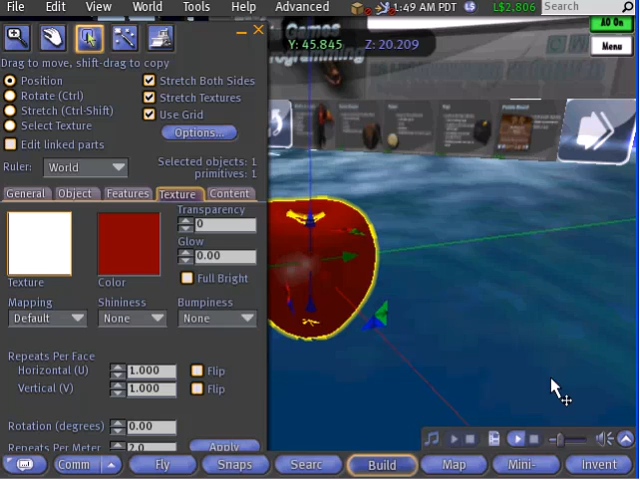 File Edit View World Tools Help Advanced 1:49 AM PDT L$2,806 Search
AO On
Menu
Y: 45.845 Z: 20.209
Games
Drag to move, shift-drag to copy
Position
Rotate (Ctrl)
Stretch (Ctrl-Shift)
Select Texture
Edit linked parts
Stretch Both Sides
Stretch Textures
Use Grid
Options...
Ruler: World
Selected objects: 1
primitives: 1
General Object Features Texture Content
Texture
Color
Transparency
0
Glow
0.00
Full Bright
Mapping Shininess Bumpiness
Default None None
Repeats Per Face
Horizontal (U) 1.000 Flip
Vertical (V) 1.000 Flip
Rotation (degrees) 0.00
Repeats Per Meter 2.0 Apply
Comm Fly Snaps Searc Build Map Mini- Invent